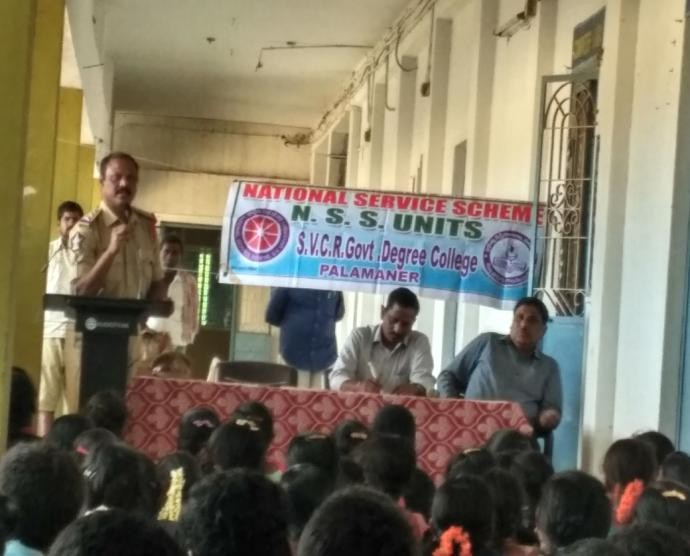 NATIONAL SERVICE SCHEME
N. S. S. UNITS
S.V.C.R.Govt .Degree College
PALAMANER